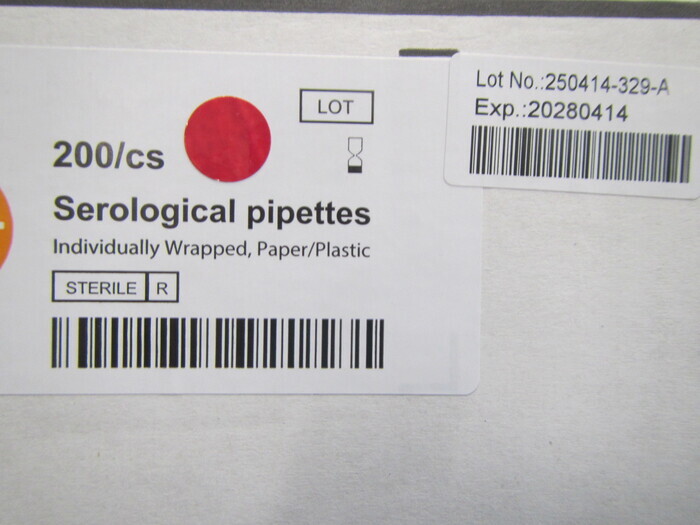 200/cs
LOT
Serological pipettes
Individually Wrapped, Paper/Plastic
STERILE R
Lot No.:250414-329-A
Exp.:20280414